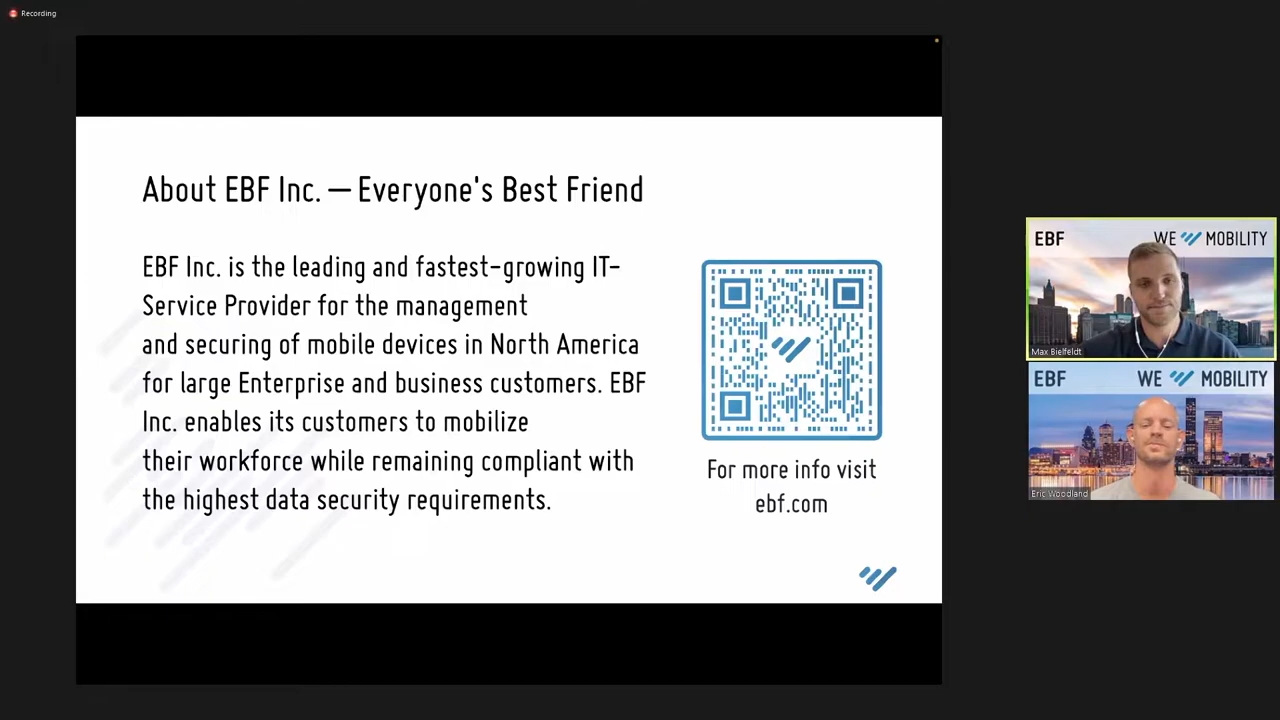 Recording
About EBF Inc. – Everyone's Best Friend
EBF Inc. is the leading and fastest-growing IT-
Service Provider for the management
and securing of mobile devices in North America
for large Enterprise and business customers. EBF
Inc. enables its customers to mobilize
their workforce while remaining compliant with
the highest data security requirements.
For more info visit
ebf.com
EBF WE MOBILITY
Max Bielfeldt
EBF WE MOBILITY
Eric Woodland